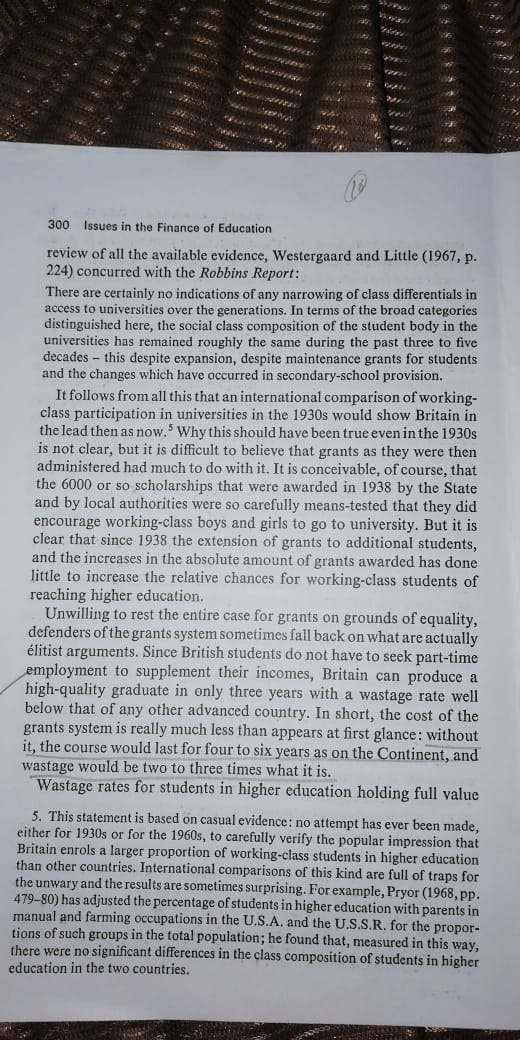 10
300 Issues in the Finance of Education
review of all the available evidence, Westergaard and Little (1967, p.
224) concurred with the Robbins Report:
There are certainly no indications of any narrowing of class differentials in
access to universities over the generations. In terms of the broad categories
distinguished here, the social class composition of the student body in the
universities has remained roughly the same during the past three to five
decades – this despite expansion, despite maintenance grants for students
and the changes which have occurred in secondary-school provision.
It follows from all this that an international comparison of working-
class participation in universities in the 1930s would show Britain in
the lead then as now.⁵ Why this should have been true even in the 1930s
is not clear, but it is difficult to believe that grants as they were then
administered had much to do with it. It is conceivable, of course, that
the 6000 or so scholarships that were awarded in 1938 by the State
and by local authorities were so carefully means-tested that they did
encourage working-class boys and girls to go to university. But it is
clear that since 1938 the extension of grants to additional students,
and the increases in the absolute amount of grants awarded has done
little to increase the relative chances for working-class students of
reaching higher education.
Unwilling to rest the entire case for grants on grounds of equality,
defenders of the grants system sometimes fall back on what are actually
élitist arguments. Since British students do not have to seek part-time
employment to supplement their incomes, Britain can produce a
high-quality graduate in only three years with a wastage rate well
below that of any other advanced country. In short, the cost of the
grants system is really much less than appears at first glance: without
it, the course would last for four to six years as on the Continent, and
wastage would be two to three times what it is.
Wastage rates for students in higher education holding full value
5. This statement is based on casual evidence: no attempt has ever been made,
either for 1930s or for the 1960s, to carefully verify the popular impression that
Britain enrols a larger proportion of working-class students in higher education
than other countries. International comparisons of this kind are full of traps for
the unwary and the results are sometimes surprising. For example, Pryor (1968, pp.
479–80) has adjusted the percentage of students in higher education with parents in
manual and farming occupations in the U.S.A. and the U.S.S.R. for the propor-
tions of such groups in the total population; he found that, measured in this way,
there were no significant differences in the class composition of students in higher
education in the two countries.